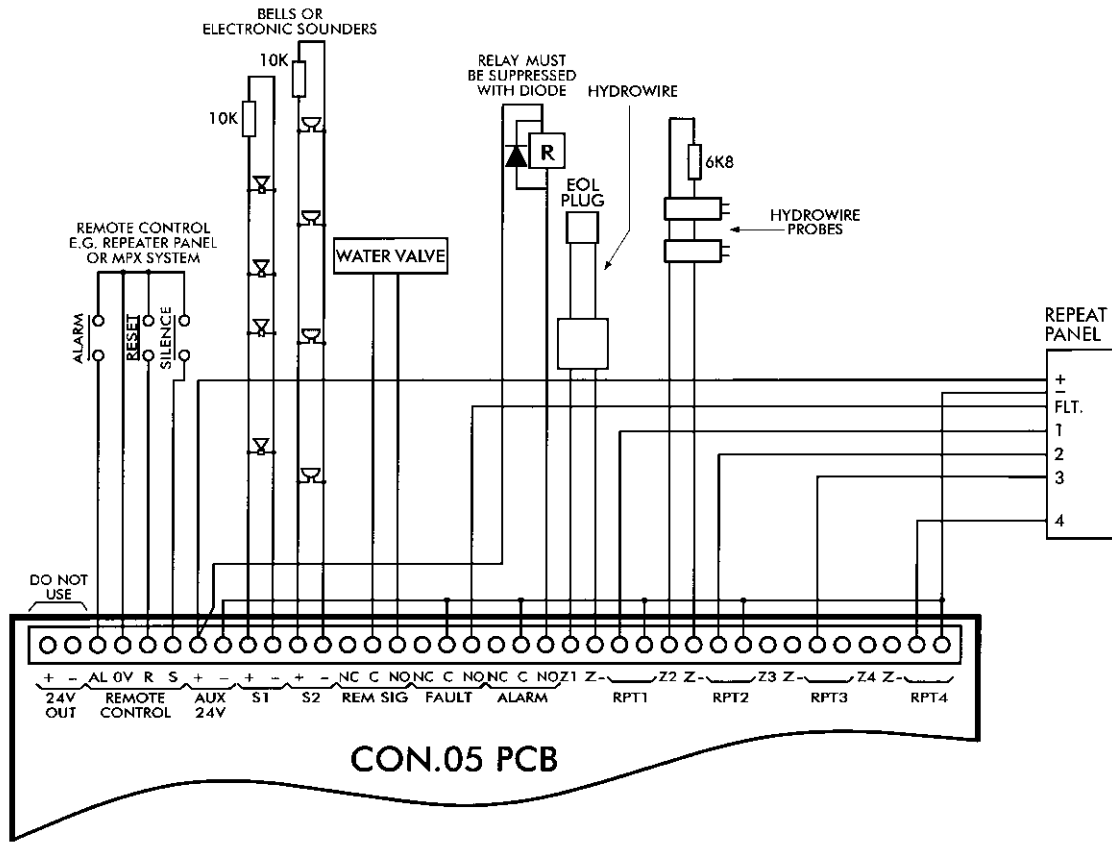 BELLS OR
ELECTRONIC SOUNDERS
10K
10K
RELAY MUST
BE SUPPRESSED
WITH DIODE
HYDROWIRE
R
6K8
EOL
PLUG
HYDROWIRE
PROBES
REMOTE CONTROL
E.G. REPEATER PANEL
OR MPX SYSTEM
WATER VALVE
ALARM
RESET
SILENCE
REPEAT
PANEL
+
–
FLT.
1
2
3
4
DO NOT
USE
+ – AL 0V R S + – + – + – NC C NO NC C NO NC C NO Z1 Z– Z2 Z– Z3 Z– Z4 Z–
24V OUT REMOTE CONTROL AUX 24V S1 S2 REM SIG FAULT ALARM RPT1 RPT2 RPT3 RPT4
CON.05 PCB